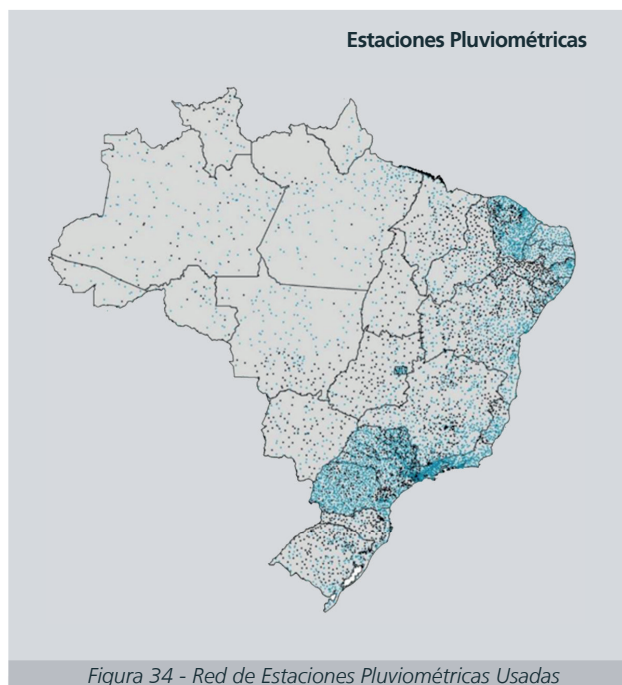 Estaciones Pluviométricas
Figura 34 - Red de Estaciones Pluviométricas Usadas